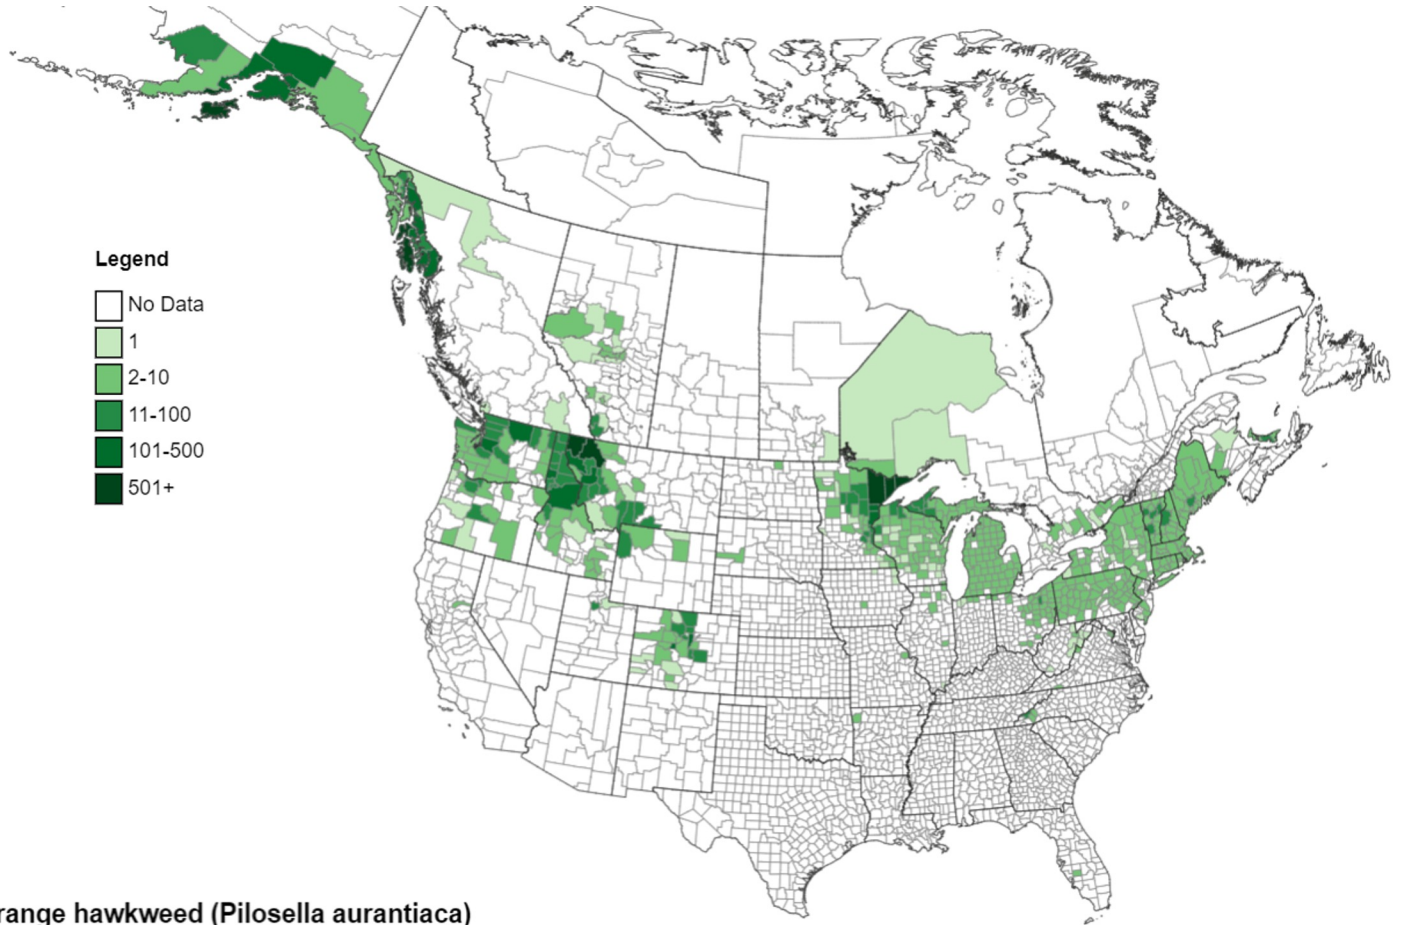 Legend
No Data
1
2-10
11-100
101-500
501+
range hawkweed (Pilosella aurantiaca)